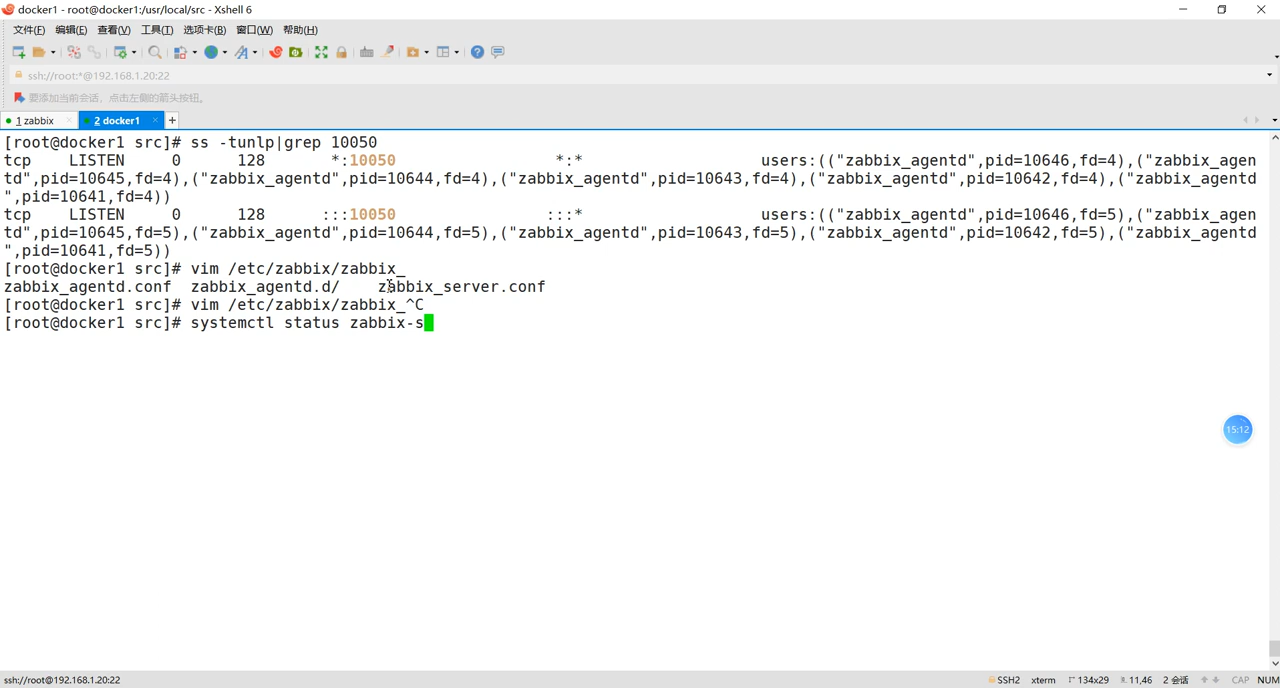 docker1 - root@docker1:/usr/local/src - Xshell 6
文件(F) 编辑(E) 查看(V) 工具(T) 选项卡(B) 窗口(W) 帮助(H)
ssh://root:*@192.168.1.20:22
要添加当前会话，点击左侧的箭头按钮。
1 zabbix × 2 docker1 × +
[root@docker1 src]# ss -tunlp|grep 10050
tcp LISTEN 0 128 *:10050 *:* users:(("zabbix_agentd",pid=10646,fd=4),("zabbix_agen
td",pid=10645,fd=4),("zabbix_agentd",pid=10644,fd=4),("zabbix_agentd",pid=10643,fd=4),("zabbix_agentd",pid=10642,fd=4),("zabbix_agentd
",pid=10641,fd=4))
tcp LISTEN 0 128 :::10050 :::* users:(("zabbix_agentd",pid=10646,fd=5),("zabbix_agen
td",pid=10645,fd=5),("zabbix_agentd",pid=10644,fd=5),("zabbix_agentd",pid=10643,fd=5),("zabbix_agentd",pid=10642,fd=5),("zabbix_agentd
",pid=10641,fd=5))
[root@docker1 src]# vim /etc/zabbix/zabbix_
zabbix_agentd.conf zabbix_agentd.d/ zabbix_server.conf
[root@docker1 src]# vim /etc/zabbix/zabbix_^C
[root@docker1 src]# systemctl status zabbix-s
15:12
ssh://root@192.168.1.20:22 SSH2 xterm 134x29 11,46 2 会话 CAP NUM